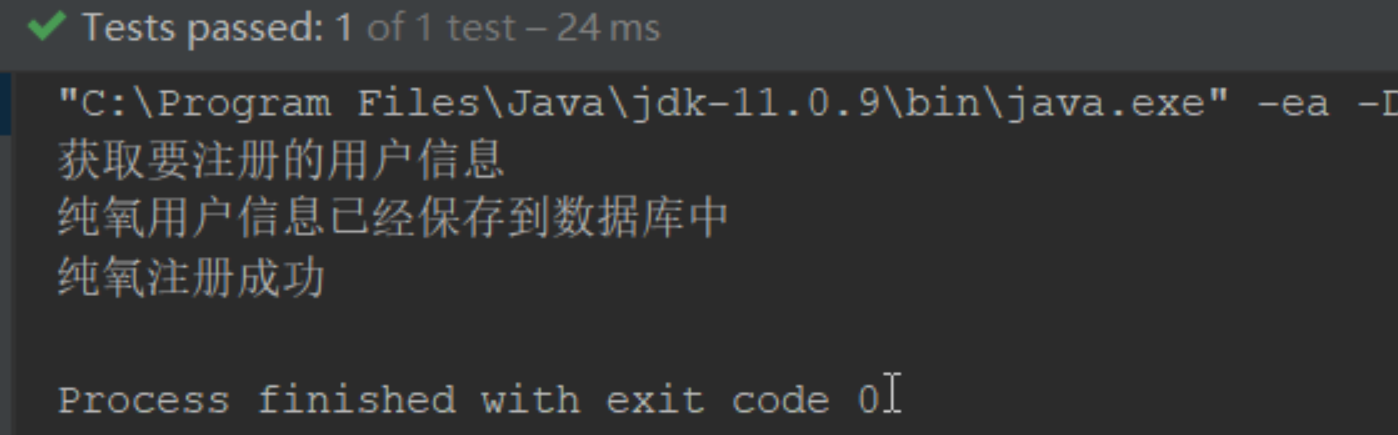 Tests passed: 1 of 1 test – 24 ms
"C:\Program Files\Java\jdk-11.0.9\bin\java.exe" -ea -D
获取要注册的用户信息
纯氧用户信息已经保存到数据库中
纯氧注册成功
Process finished with exit code 0